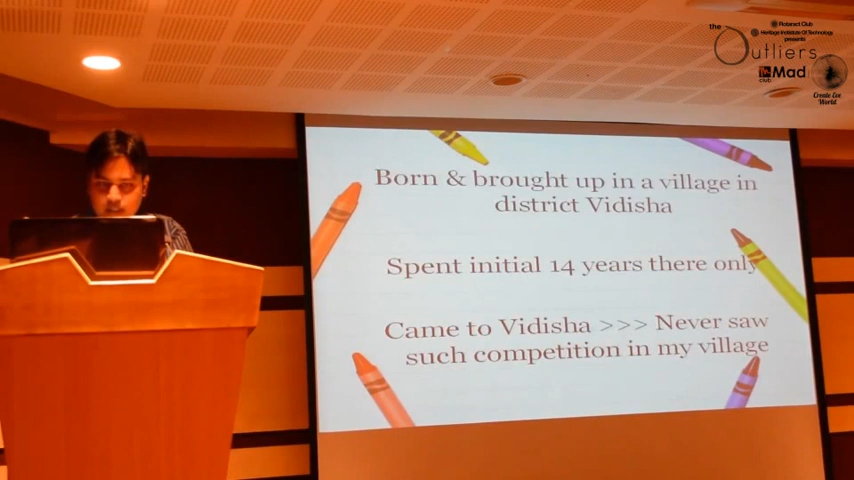 the
Outliers
Rotaract Club
Heritage Institute Of Technology
presents
Mad
club
Create Live
World
Born & brought up in a village in
district Vidisha
Spent initial 14 years there only
Came to Vidisha >>> Never saw
such competition in my village